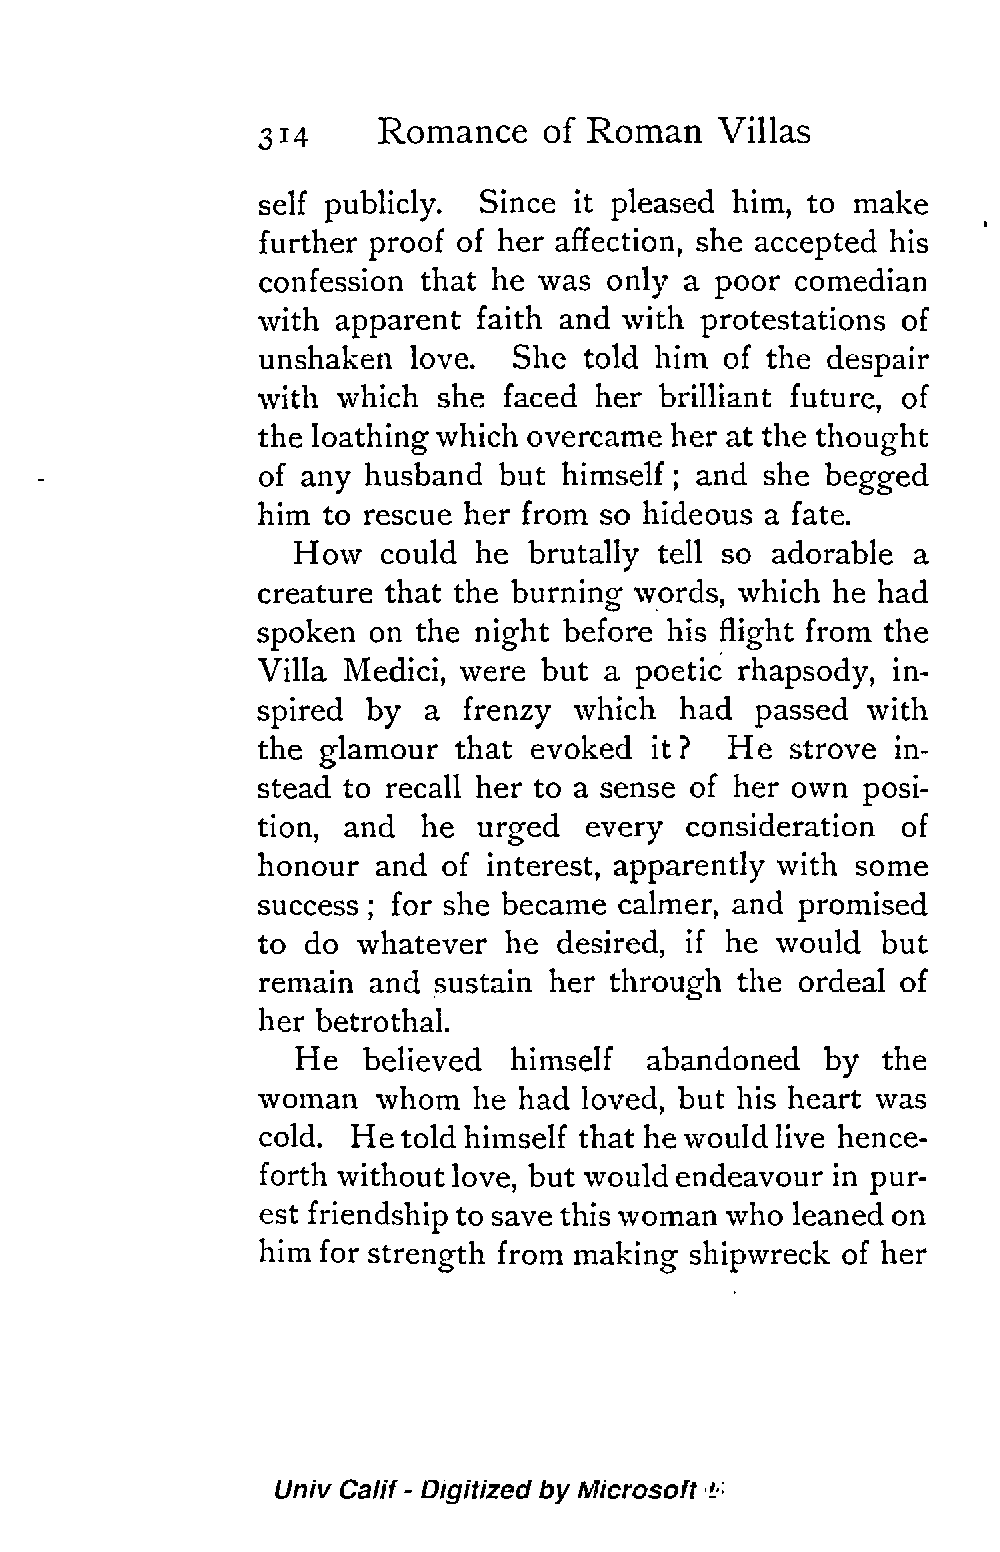 314 Romance of Roman Villas
self publicly. Since it pleased him, to make
further proof of her affection, she accepted his
confession that he was only a poor comedian
with apparent faith and with protestations of
unshaken love. She told him of the despair
with which she faced her brilliant future, of
the loathing which overcame her at the thought
of any husband but himself; and she begged
him to rescue her from so hideous a fate.
How could he brutally tell so adorable a
creature that the burning words, which he had
spoken on the night before his flight from the
Villa Medici, were but a poetic rhapsody, in-
spired by a frenzy which had passed with
the glamour that evoked it? He strove in-
stead to recall her to a sense of her own posi-
tion, and he urged every consideration of
honour and of interest, apparently with some
success; for she became calmer, and promised
to do whatever he desired, if he would but
remain and sustain her through the ordeal of
her betrothal.
He believed himself abandoned by the
woman whom he had loved, but his heart was
cold. He told himself that he would live hence-
forth without love, but would endeavour in pur-
est friendship to save this woman who leaned on
him for strength from making shipwreck of her
Univ Calif - Digitized by Microsoft